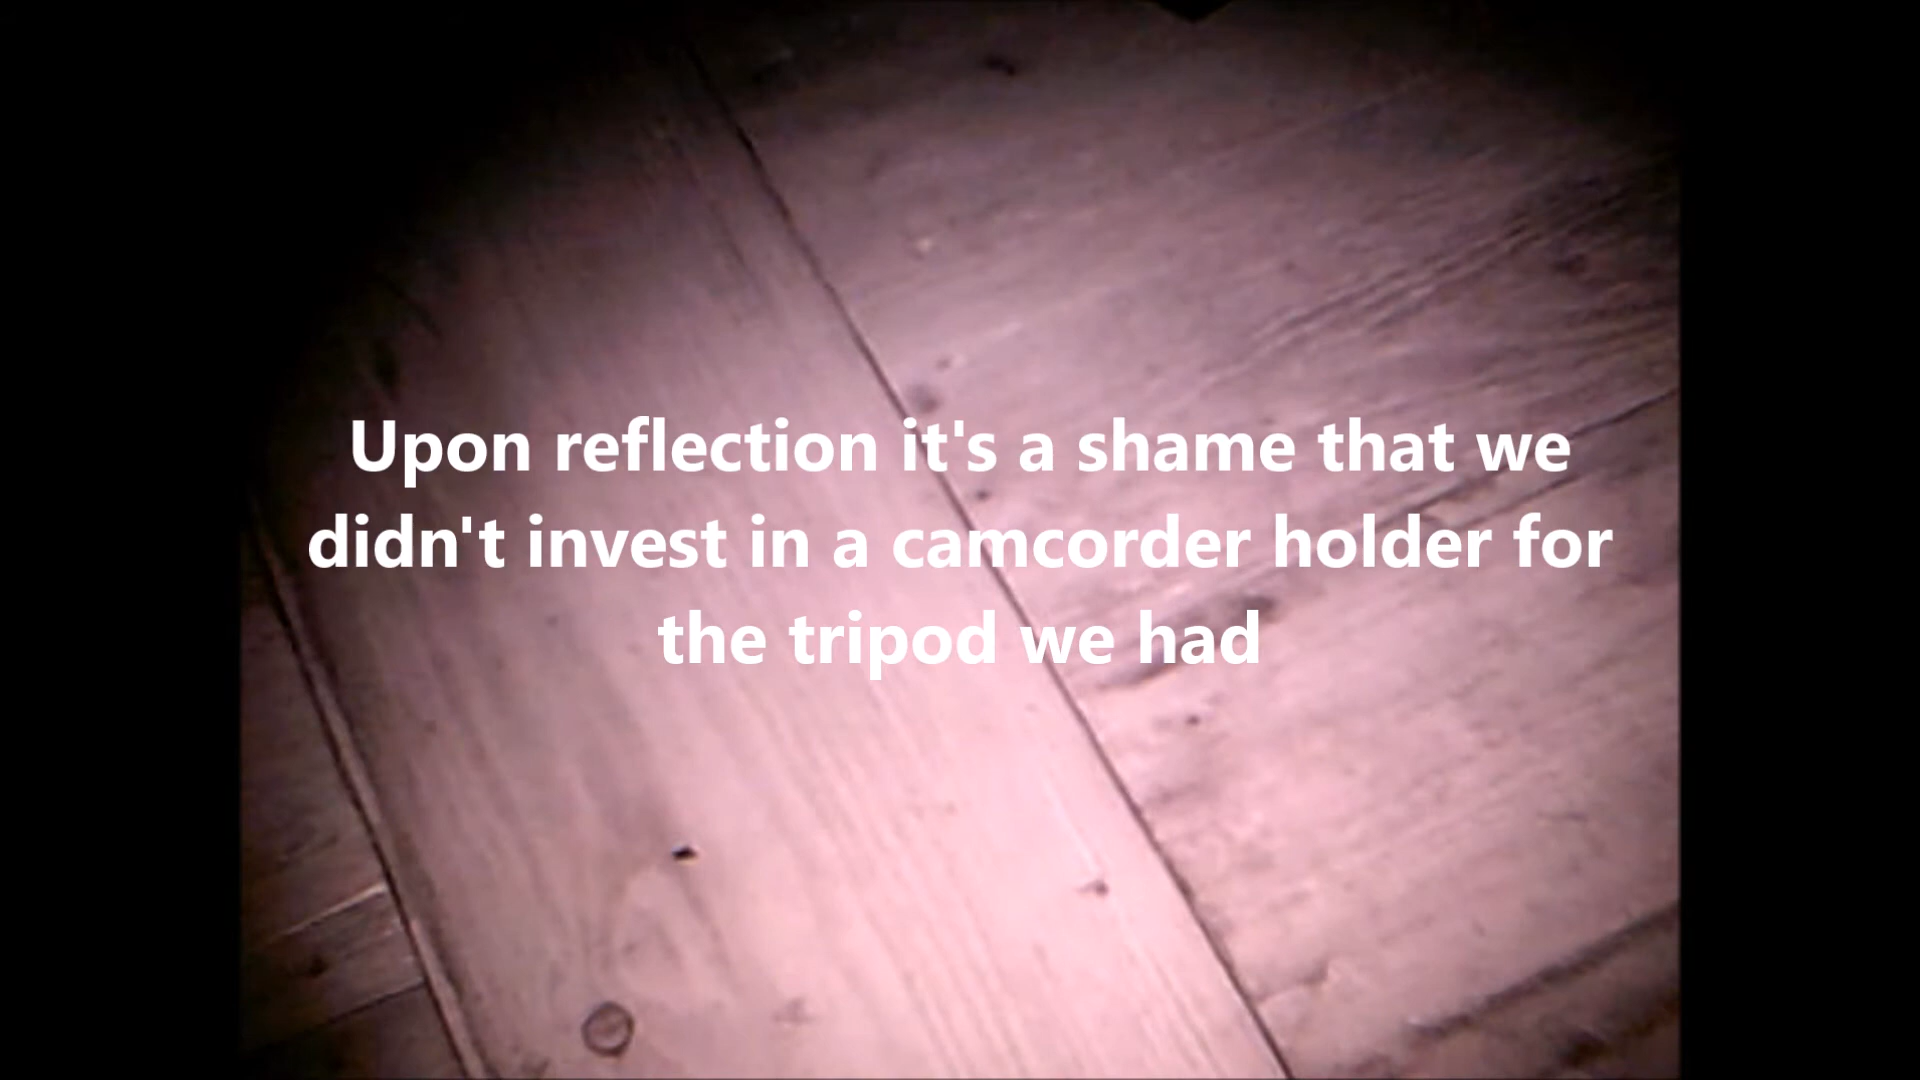 Upon reflection it's a shame that we
didn't invest in a camcorder holder for
the tripod we had